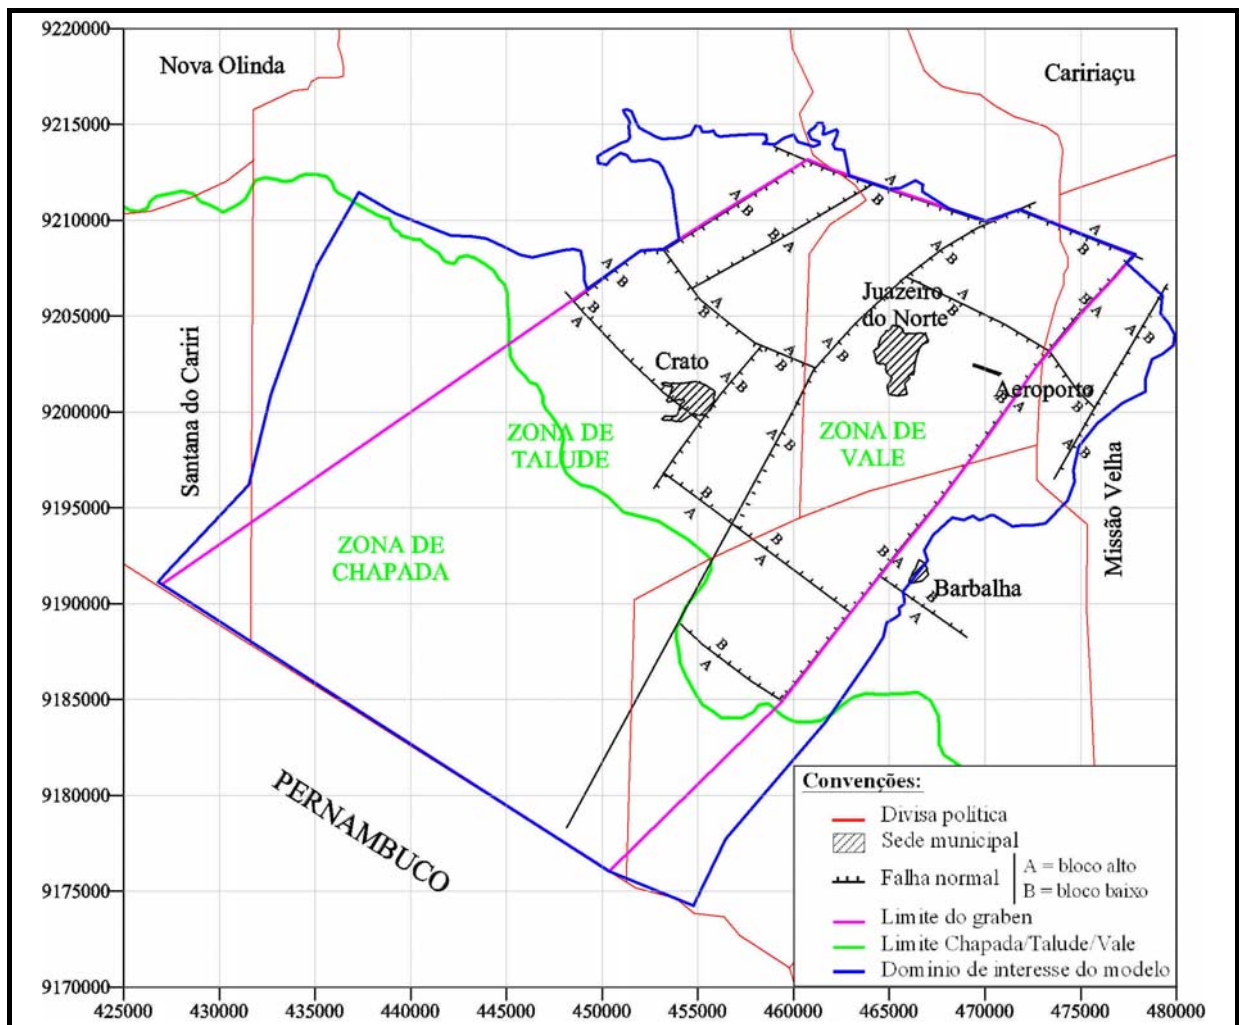 9220000
9215000
9210000
9205000
9200000
9195000
9190000
9185000
9180000
9175000
9170000
425000
430000
435000
440000
445000
450000
455000
460000
465000
470000
475000
480000
Nova Olinda
Caririaçu
Santana do Cariri
Crato
Juazeiro
do Norte
Aeroporto
ZONA DE
TALUDE
ZONA DE
VALE
ZONA DE
CHAPADA
Missão Velha
Barbalha
PERNAMBUCO
A
B
A
B
B
A
A
B
A
B
A
B
A
B
A
B
A
B
A
B
A
B
A
B
A
B
B
A
A
B
B
A
B
A
B
A
B
A
B
A
B
A
B
A
B
Convenções:
Divisa política
Sede municipal
Falha normal
A = bloco alto
B = bloco baixo
Limite do graben
Limite Chapada/Talude/Vale
Domínio de interesse do modelo